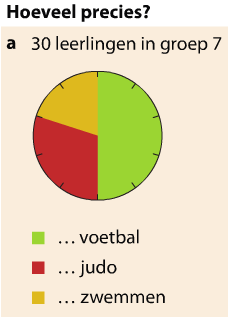 Hoeveel precies?
a 30 leerlingen in groep 7
... voetbal
... judo
... zwemmen